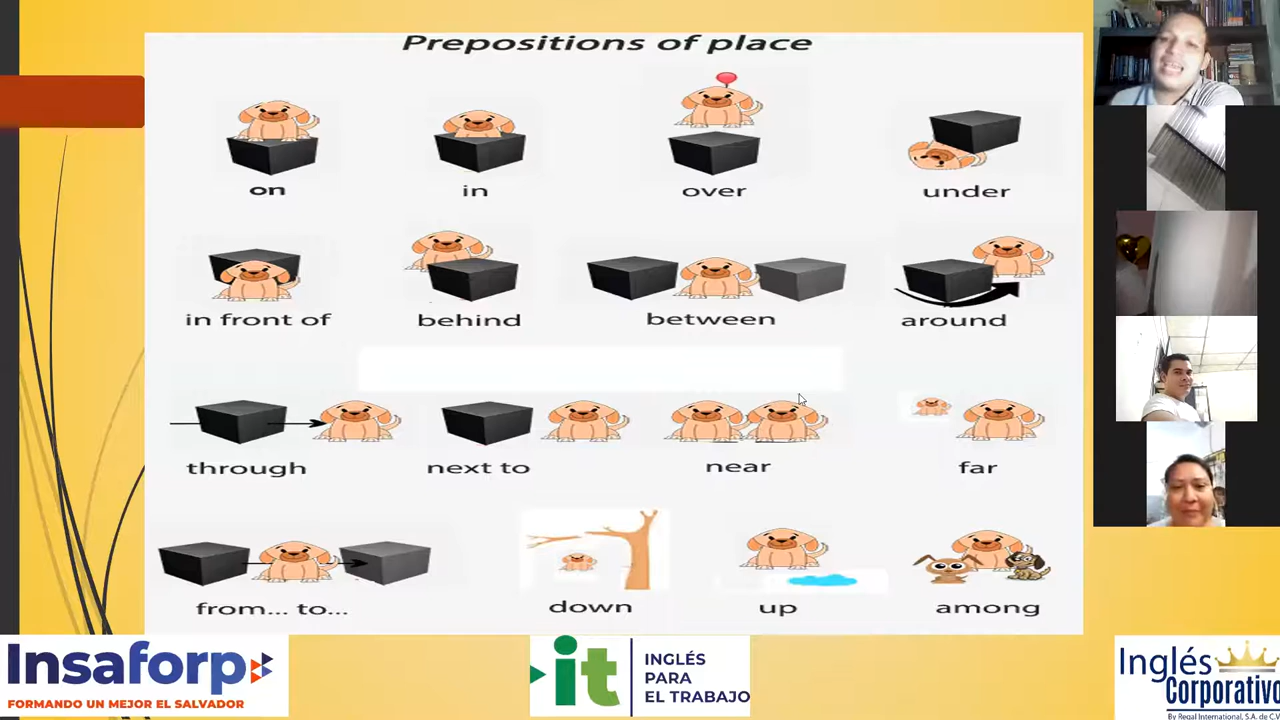 Prepositions of place
on
in
over
under
in front of
behind
between
around
through
next to
near
far
from... to...
down
up
among
Insaforp
FORMANDO UN MEJOR EL SALVADOR
it
INGLÉS
PARA
EL TRABAJO
Inglés
Corporativo
By Regal International, S.A. de C.V.